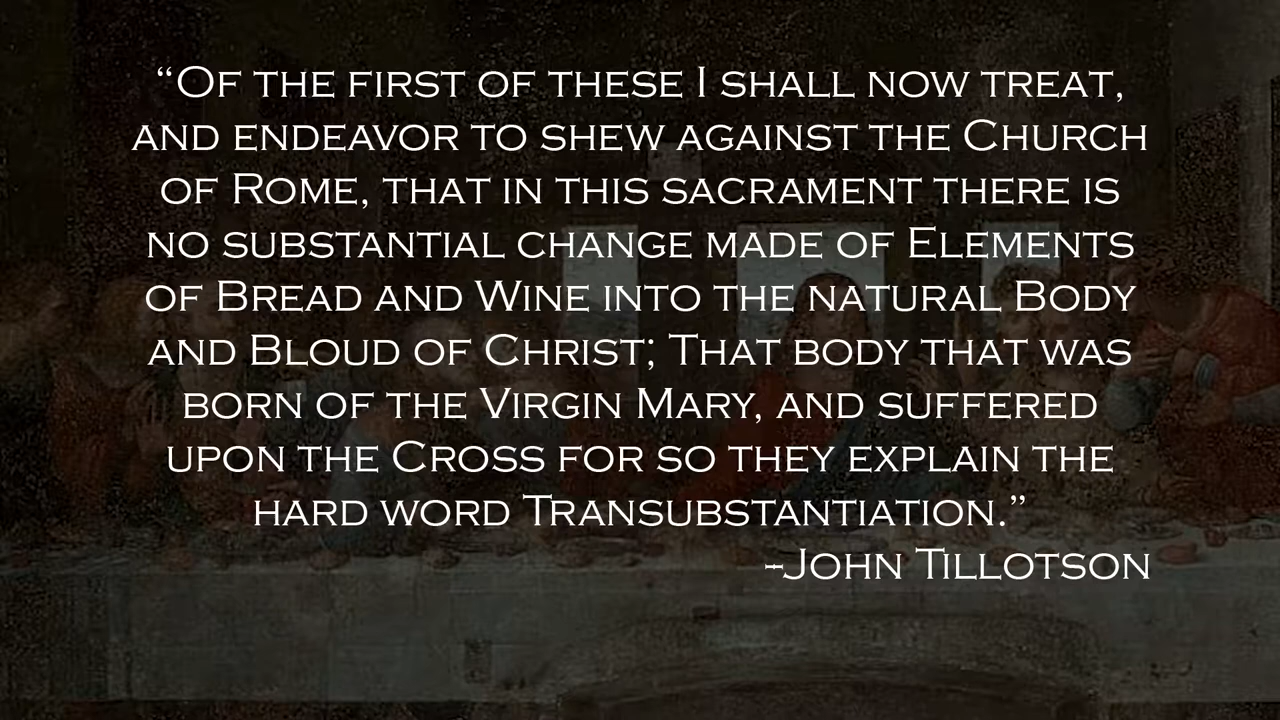 “Of the first of these I shall now treat,
and endeavor to shew against the Church
of Rome, that in this sacrament there is
no substantial change made of Elements
of Bread and Wine into the natural Body
and Bloud of Christ; That body that was
born of the Virgin Mary, and suffered
upon the Cross for so they explain the
hard word Transubstantiation.”
--John Tillotson